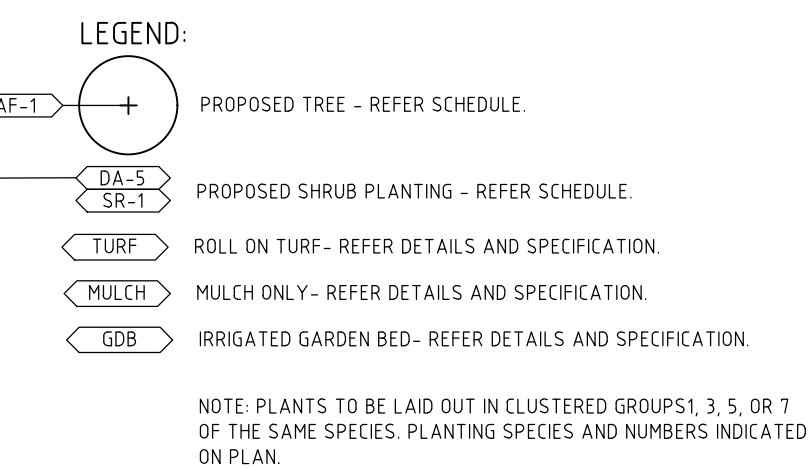 LEGEND:
AF-1 PROPOSED TREE - REFER SCHEDULE.
DA-5
SR-1
PROPOSED SHRUB PLANTING - REFER SCHEDULE.
TURF ROLL ON TURF- REFER DETAILS AND SPECIFICATION.
MULCH MULCH ONLY- REFER DETAILS AND SPECIFICATION.
GDB IRRIGATED GARDEN BED- REFER DETAILS AND SPECIFICATION.
NOTE: PLANTS TO BE LAID OUT IN CLUSTERED GROUPS1, 3, 5, OR 7
OF THE SAME SPECIES. PLANTING SPECIES AND NUMBERS INDICATED
ON PLAN.